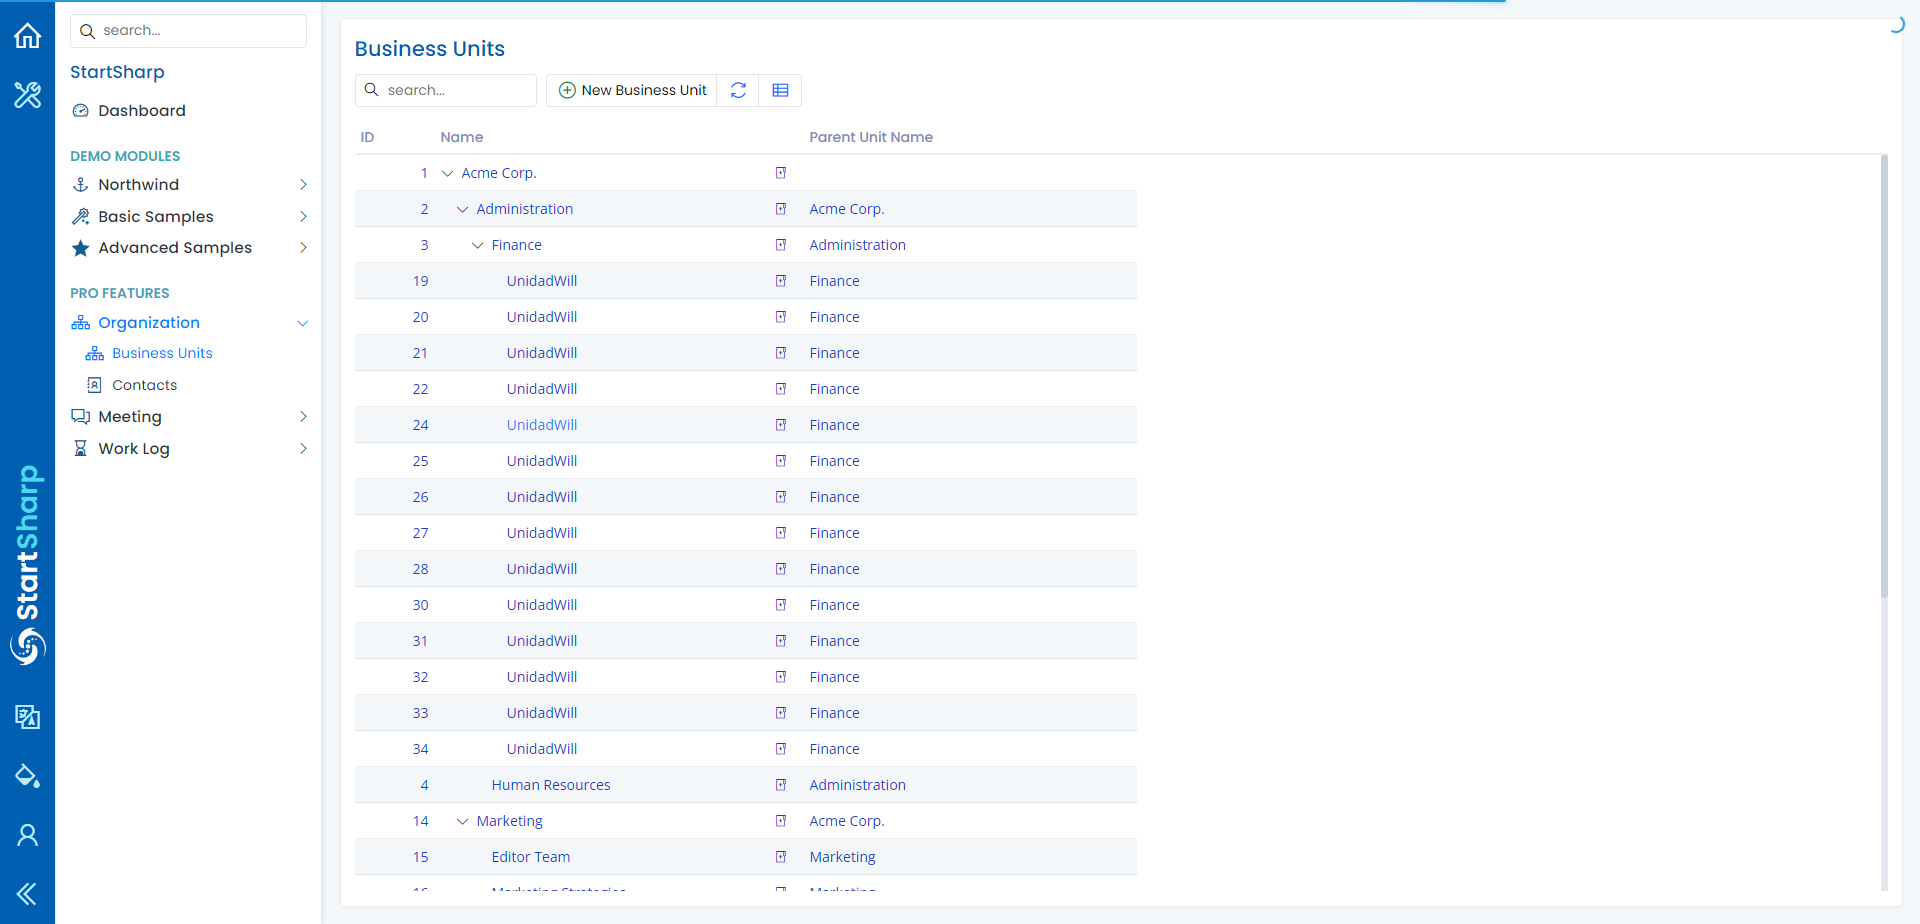 search...
StartSharp
Dashboard
DEMO MODULES
Northwind
Basic Samples
Advanced Samples
PRO FEATURES
Organization
Business Units
Contacts
Meeting
Work Log
StartSharp
Business Units
search...
New Business Unit
ID Name Parent Unit Name
1 Acme Corp.
2 Administration Acme Corp.
3 Finance Administration
19 UnidadWill Finance
20 UnidadWill Finance
21 UnidadWill Finance
22 UnidadWill Finance
24 UnidadWill Finance
25 UnidadWill Finance
26 UnidadWill Finance
27 UnidadWill Finance
28 UnidadWill Finance
30 UnidadWill Finance
31 UnidadWill Finance
32 UnidadWill Finance
33 UnidadWill Finance
34 UnidadWill Finance
4 Human Resources Administration
14 Marketing Acme Corp.
15 Editor Team Marketing
16 Marketing Strategies Marketing